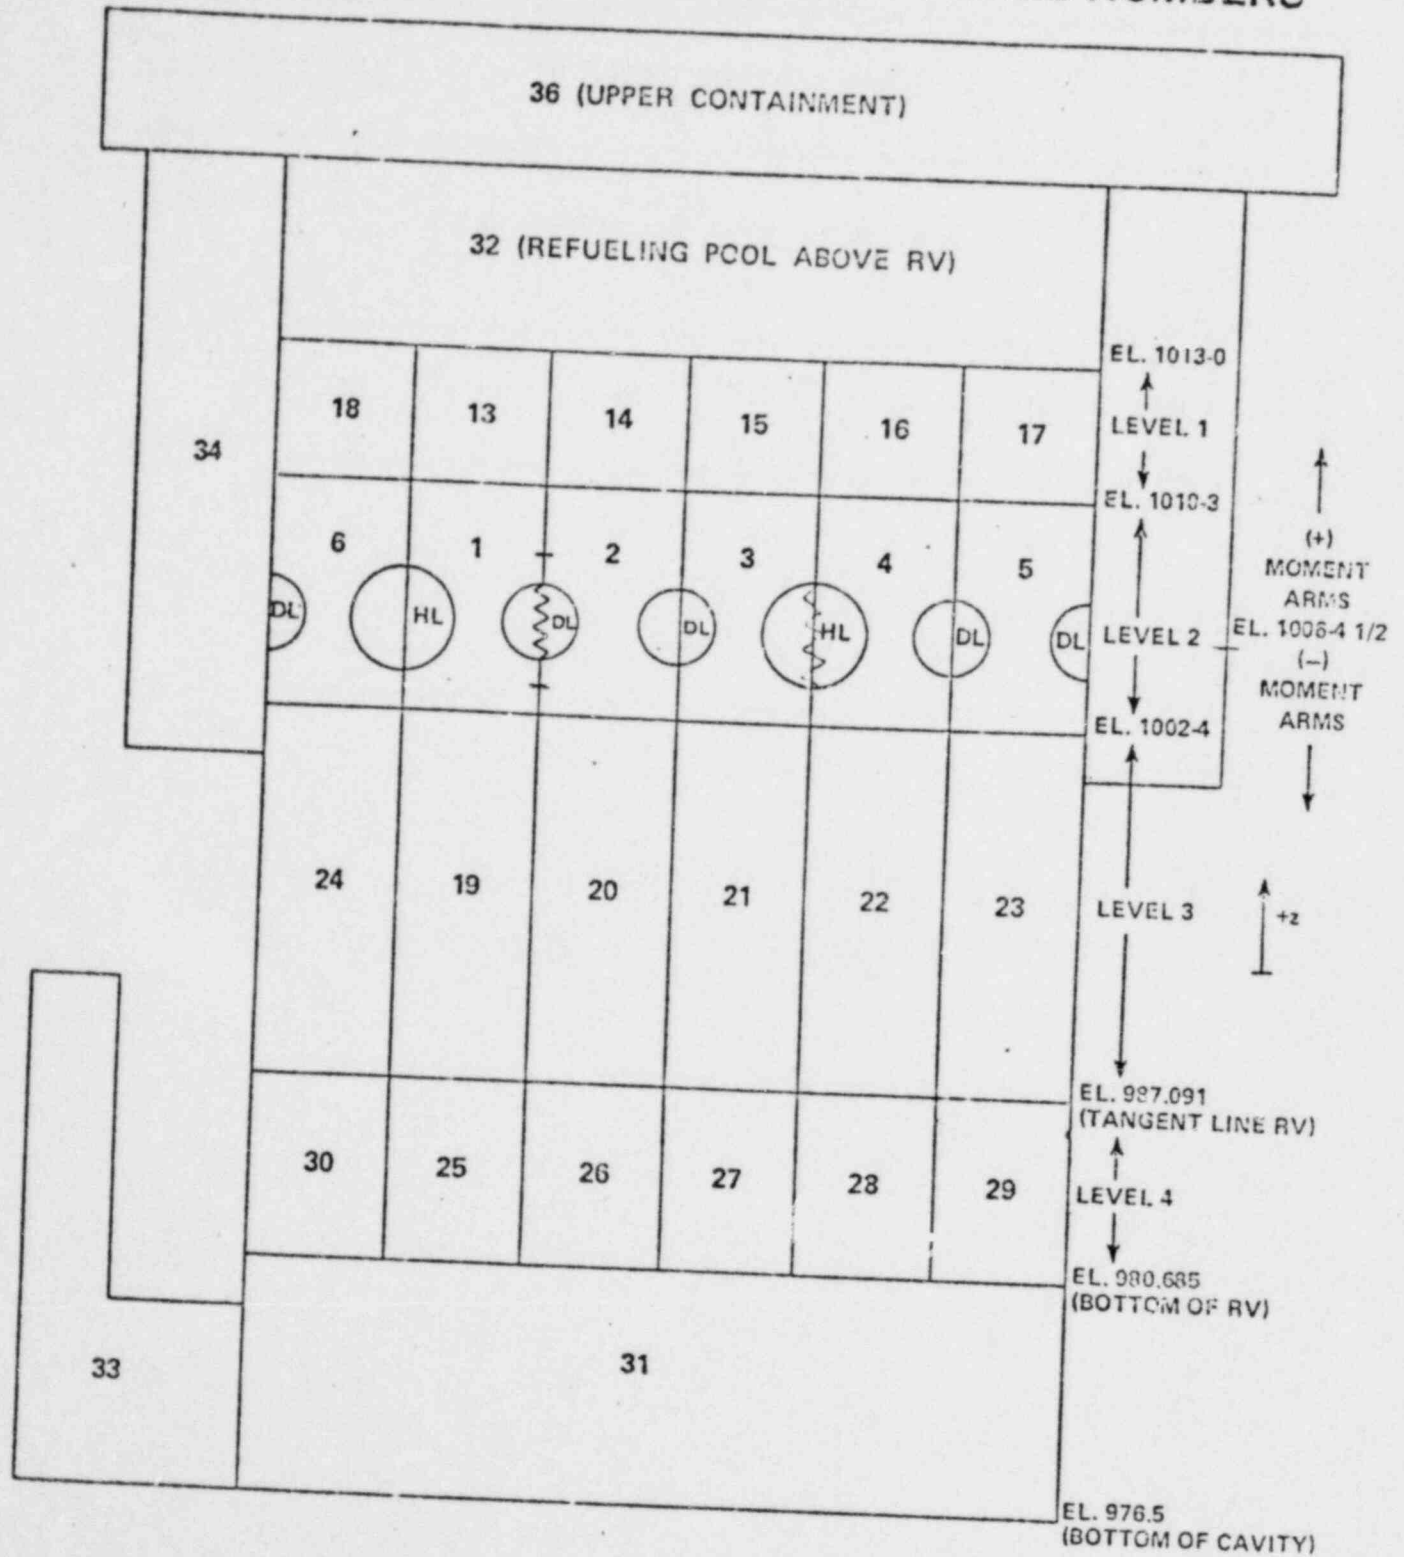 NUMBERS
36 (UPPER CONTAINMENT)
32 (REFUELING POOL ABOVE RV)
34
EL. 1013-0
18 13 14 15 16 17
LEVEL 1
EL. 1010-3
6 1 2 3 4 5
DL HL DL DL HL DL DL
LEVEL 2
(+)
MOMENT
ARMS
EL. 1006-4 1/2
(−)
MOMENT
ARMS
EL. 1002-4
24 19 20 21 22 23
LEVEL 3
+z
EL. 987.091
(TANGENT LINE RV)
30 25 26 27 28 29
LEVEL 4
EL. 980.685
(BOTTOM OF RV)
33
31
EL. 976.5
(BOTTOM OF CAVITY)